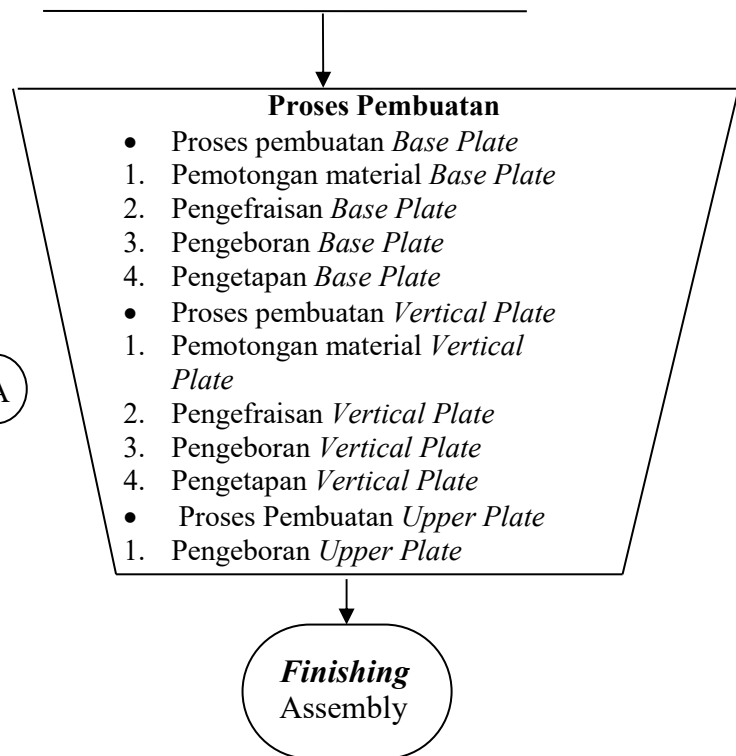 Proses Pembuatan
• Proses pembuatan Base Plate
1. Pemotongan material Base Plate
2. Pengefraisan Base Plate
3. Pengeboran Base Plate
4. Pengetapan Base Plate
• Proses pembuatan Vertical Plate
1. Pemotongan material Vertical
Plate
A
2. Pengefraisan Vertical Plate
3. Pengeboran Vertical Plate
4. Pengetapan Vertical Plate
• Proses Pembuatan Upper Plate
1. Pengeboran Upper Plate
Finishing
Assembly